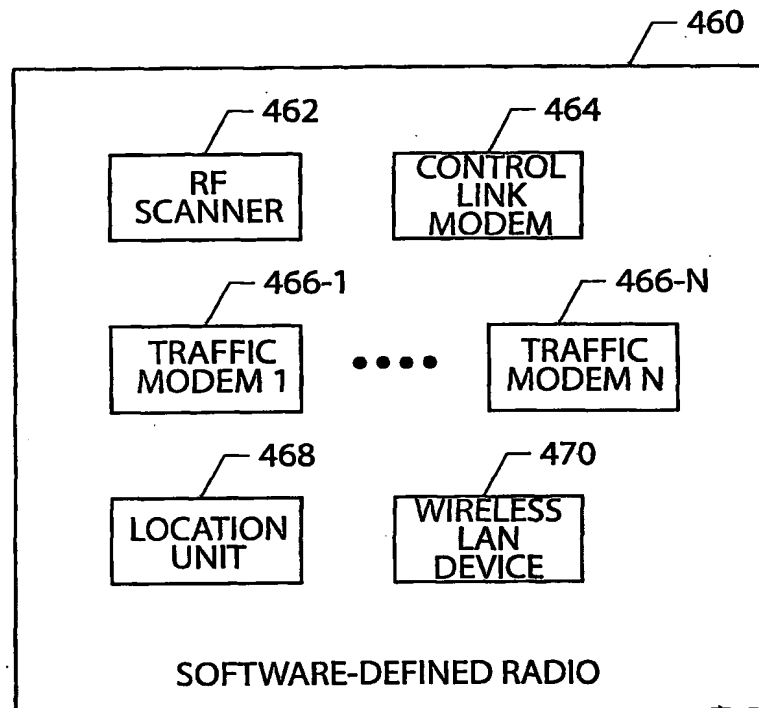 460
462
464
RF
SCANNER
CONTROL
LINK
MODEM
466-1
466-N
TRAFFIC
MODEM 1
TRAFFIC
MODEM N
468
470
LOCATION
UNIT
WIRELESS
LAN
DEVICE
SOFTWARE-DEFINED RADIO